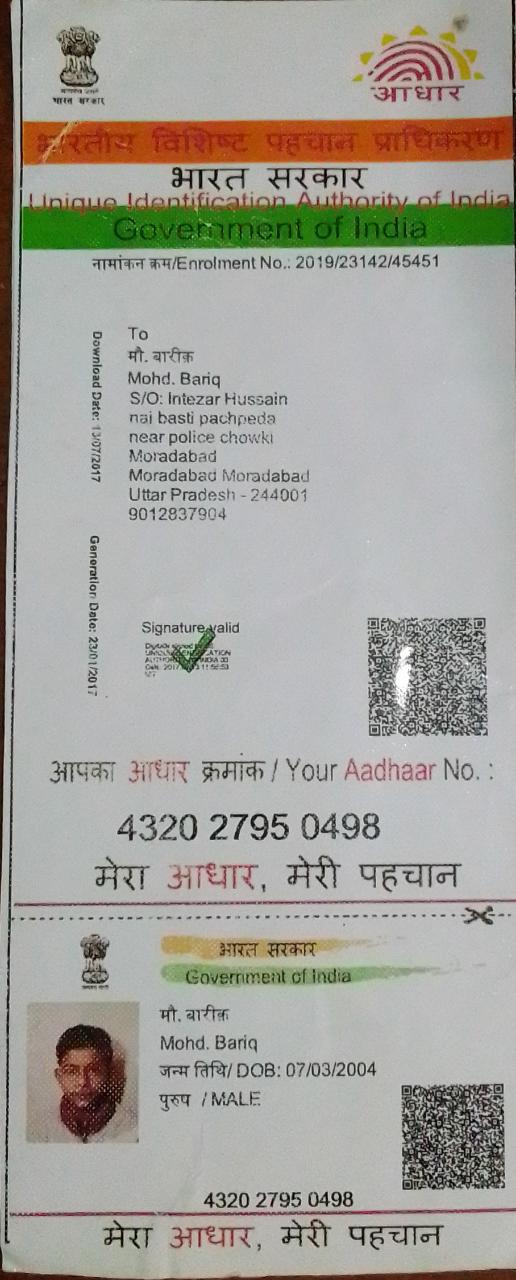 भारत सरकार
आधार
भारतीय विशिष्ट पहचान प्राधिकरण
भारत सरकार
Unique Identification Authority of India
Government of India
नामांकन क्रम/Enrolment No.: 2019/23142/45451
Download Date: 13/07/2017
Generation Date: 23/01/2017
To
मौ. बारीक़
Mohd. Bariq
S/O: Intezar Hussain
nai basti pachpeda
near police chowki
Moradabad
Moradabad Moradabad
Uttar Pradesh - 244001
9012837904
Signature valid
आपका आधार क्रमांक / Your Aadhaar No. :
4320 2795 0498
मेरा आधार, मेरी पहचान
भारत सरकार
Government of India
मौ. बारीक़
Mohd. Bariq
जन्म तिथि/ DOB: 07/03/2004
पुरुष / MALE
4320 2795 0498
मेरा आधार, मेरी पहचान